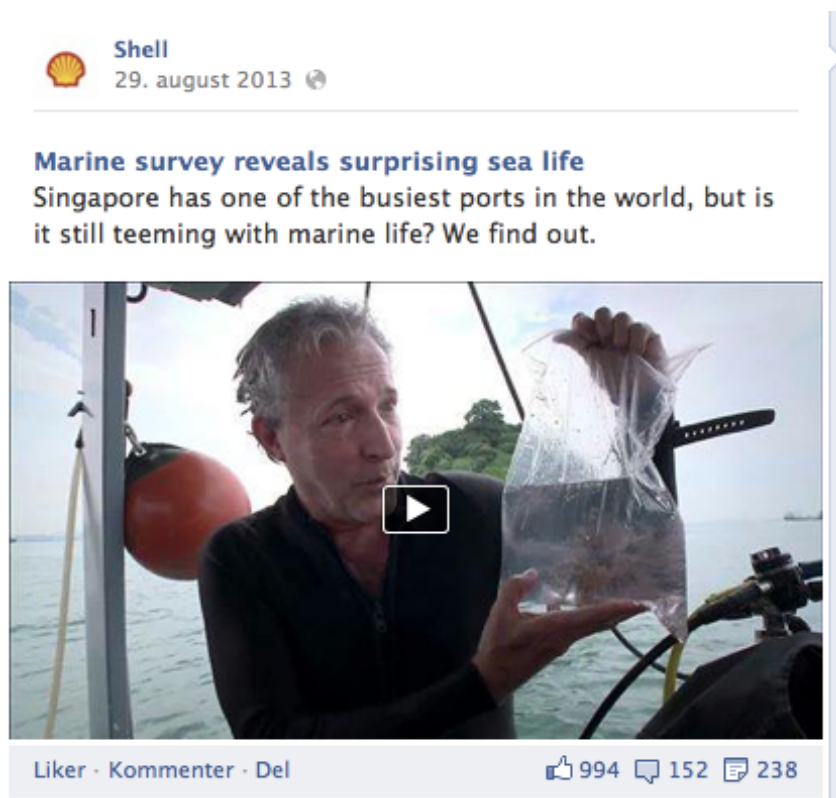 Shell
29. august 2013
Marine survey reveals surprising sea life
Singapore has one of the busiest ports in the world, but is
it still teeming with marine life? We find out.
Liker · Kommenter · Del 994 152 238